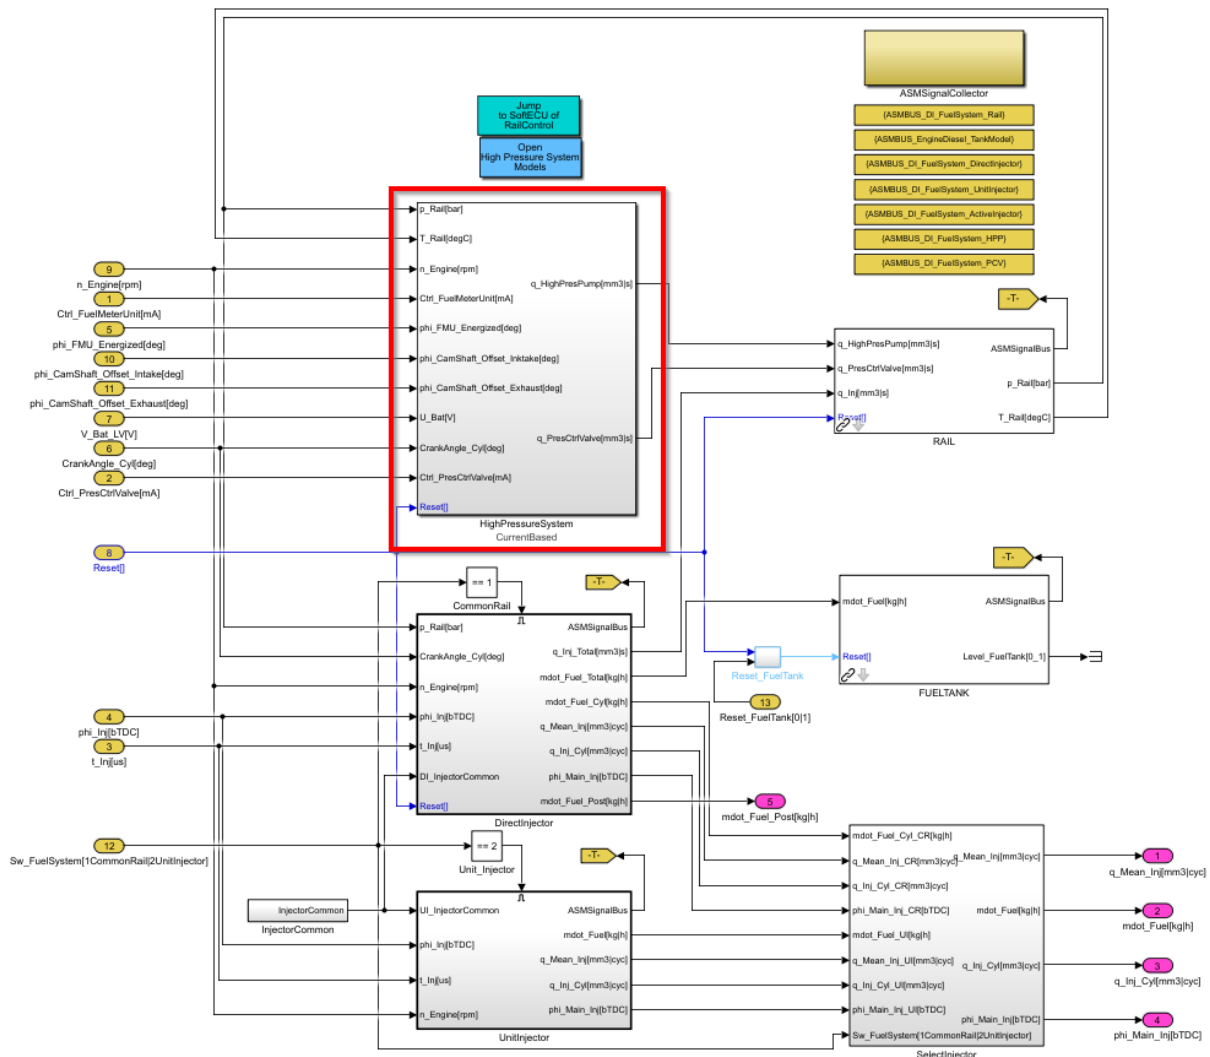 ASMSignalCollector
{ASMBUS_DI_FuelSystem_Rail}
{ASMBUS_EngineDiesel_TankModel}
{ASMBUS_DI_FuelSystem_DirectInjector}
{ASMBUS_DI_FuelSystem_UnitInjector}
{ASMBUS_DI_FuelSystem_ActiveInjector}
{ASMBUS_DI_FuelSystem_HPP}
{ASMBUS_DI_FuelSystem_PCV}
Jump
to SoftECU of
RailControl
Open
High Pressure System
Models
9
n_Engine[rpm]
1
Ctrl_FuelMeterUnit[mA]
5
phi_FMU_Energized[deg]
10
phi_CamShaft_Offset_Intake[deg]
11
phi_CamShaft_Offset_Exhaust[deg]
7
V_Bat_LV[V]
6
CrankAngle_Cyl[deg]
2
Ctrl_PresCtrlValve[mA]
8
Reset[]
p_Rail[bar]
T_Rail[degC]
n_Engine[rpm]
Ctrl_FuelMeterUnit[mA]
phi_FMU_Energized[deg]
phi_CamShaft_Offset_Inktake[deg]
phi_CamShaft_Offset_Exhaust[deg]
U_Bat[V]
CrankAngle_Cyl[deg]
Ctrl_PresCtrlValve[mA]
Reset[]
q_HighPresPump[mm3|s]
q_PresCtrlValve[mm3|s]
HighPressureSystem
CurrentBased
-T-
q_HighPresPump[mm3|s]
q_PresCtrlValve[mm3|s]
q_Inj[mm3|s]
Reset[]
ASMSignalBus
p_Rail[bar]
T_Rail[degC]
RAIL
-T-
mdot_Fuel[kg|h]
Reset[]
ASMSignalBus
Level_FuelTank[0_1]
FUELTANK
Reset_FuelTank
13
Reset_FuelTank[0|1]
== 1
CommonRail
-T-
4
phi_Inj[bTDC]
3
t_Inj[us]
p_Rail[bar]
CrankAngle_Cyl[deg]
n_Engine[rpm]
phi_Inj[bTDC]
t_Inj[us]
DI_InjectorCommon
Reset[]
ASMSignalBus
q_Inj_Total[mm3|s]
mdot_Fuel_Total[kg|h]
mdot_Fuel_Cyl[kg|h]
q_Mean_Inj[mm3|cyc]
q_Inj_Cyl[mm3|cyc]
phi_Main_Inj[bTDC]
mdot_Fuel_Post[kg|h]
DirectInjector
5
mdot_Fuel_Post[kg|h]
12
Sw_FuelSystem[1CommonRail|2UnitInjector]
== 2
Unit_Injector
-T-
InjectorCommon
InjectorCommon
UI_InjectorCommon
phi_Inj[bTDC]
t_Inj[us]
n_Engine[rpm]
ASMSignalBus
mdot_Fuel[kg|h]
q_Mean_Inj[mm3|cyc]
q_Inj_Cyl[mm3|cyc]
phi_Main_Inj[bTDC]
UnitInjector
mdot_Fuel_Cyl_CR[kg|h]
q_Mean_Inj_CR[mm3|cyc]
q_Inj_Cyl_CR[mm3|cyc]
phi_Main_Inj_CR[bTDC]
mdot_Fuel_UI[kg|h]
q_Mean_Inj_UI[mm3|cyc]
q_Inj_Cyl_UI[mm3|cyc]
phi_Main_Inj_UI[bTDC]
Sw_FuelSystem[1CommonRail|2UnitInjector]
q_Mean_Inj[mm3|cyc]
mdot_Fuel[kg|h]
q_Inj_Cyl[mm3|cyc]
phi_Main_Inj[bTDC]
SelectInjector
1
q_Mean_Inj[mm3|cyc]
2
mdot_Fuel[kg|h]
3
q_Inj_Cyl[mm3|cyc]
4
phi_Main_Inj[bTDC]